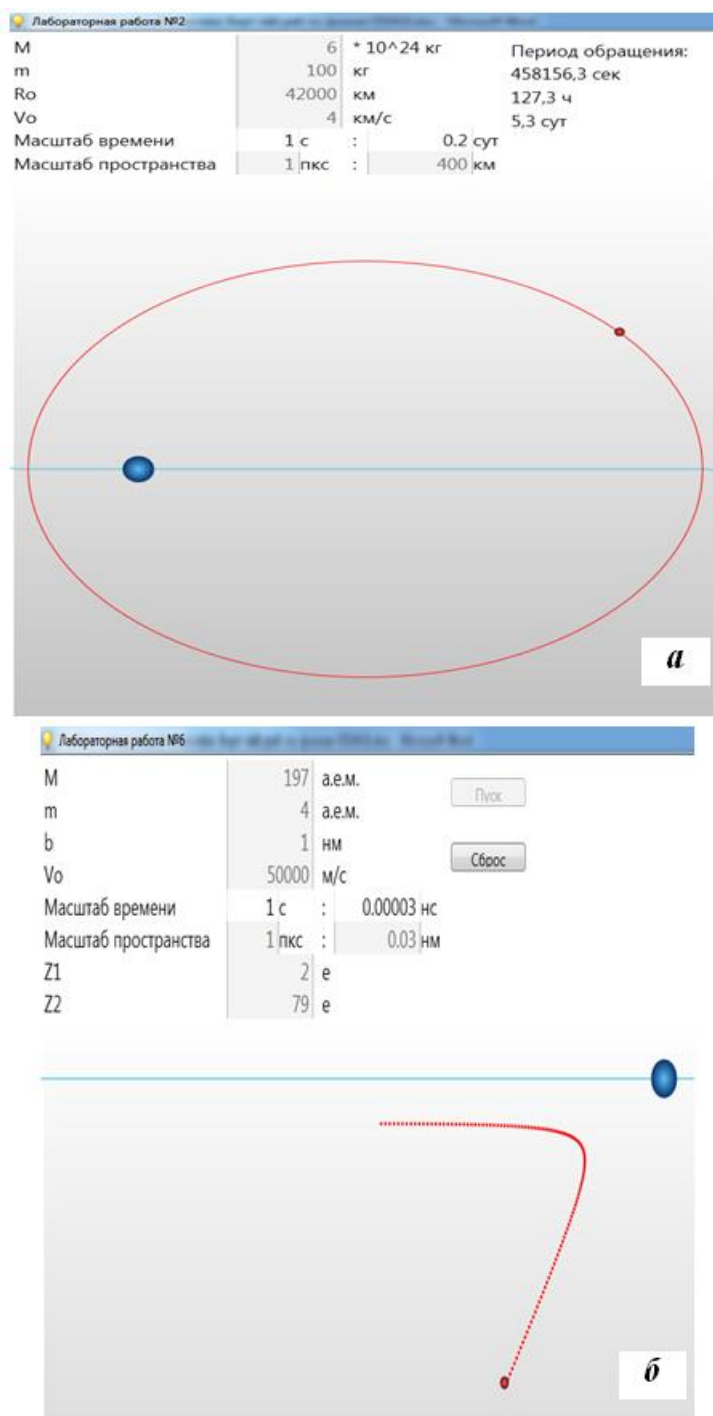 Лабораторная работа №2
M 6 * 10^24 кг
Период обращения:
m 100 кг
458156,3 сек
Ro 42000 км
127,3 ч
Vo 4 км/с
5,3 сут
Масштаб времени 1 с : 0.2 сут
Масштаб пространства 1 пкс : 400 км
а
Лабораторная работа №6
M 197 а.е.м.
Пуск
m 4 а.е.м.
b 1 нм
Сброс
Vo 50000 м/с
Масштаб времени 1 с : 0.00003 нс
Масштаб пространства 1 пкс : 0.03 нм
Z1 2 e
Z2 79 e
б